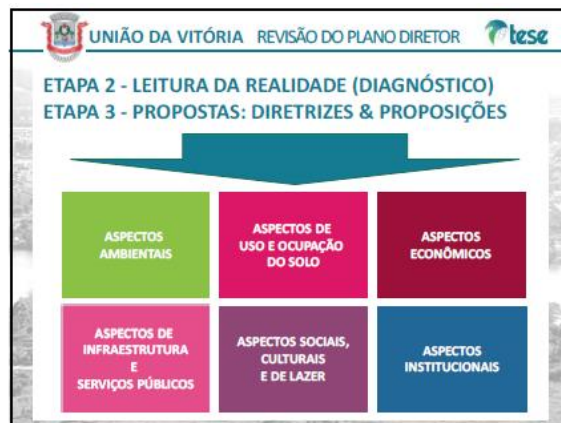 UNIÃO DA VITÓRIA REVISÃO DO PLANO DIRETOR tese
ETAPA 2 - LEITURA DA REALIDADE (DIAGNÓSTICO)
ETAPA 3 - PROPOSTAS: DIRETRIZES & PROPOSIÇÕES
ASPECTOS
AMBIENTAIS
ASPECTOS DE
USO E OCUPAÇÃO
DO SOLO
ASPECTOS
ECONÔMICOS
ASPECTOS DE
INFRAESTRUTURA
E
SERVIÇOS PÚBLICOS
ASPECTOS SOCIAIS,
CULTURAIS
E DE LAZER
ASPECTOS
INSTITUCIONAIS